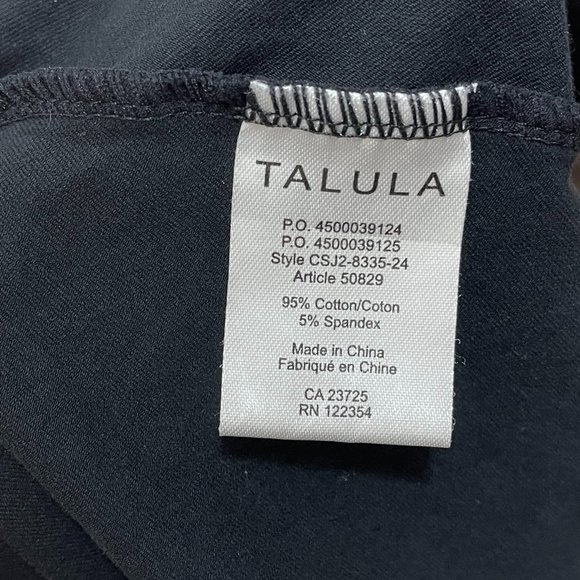 TALULA
P.O. 4500039124
P.O. 4500039125
Style CSJ2-8335-24
Article 50829
95% Cotton/Coton
5% Spandex
Made in China
Fabriqué en Chine
CA 23725
RN 122354